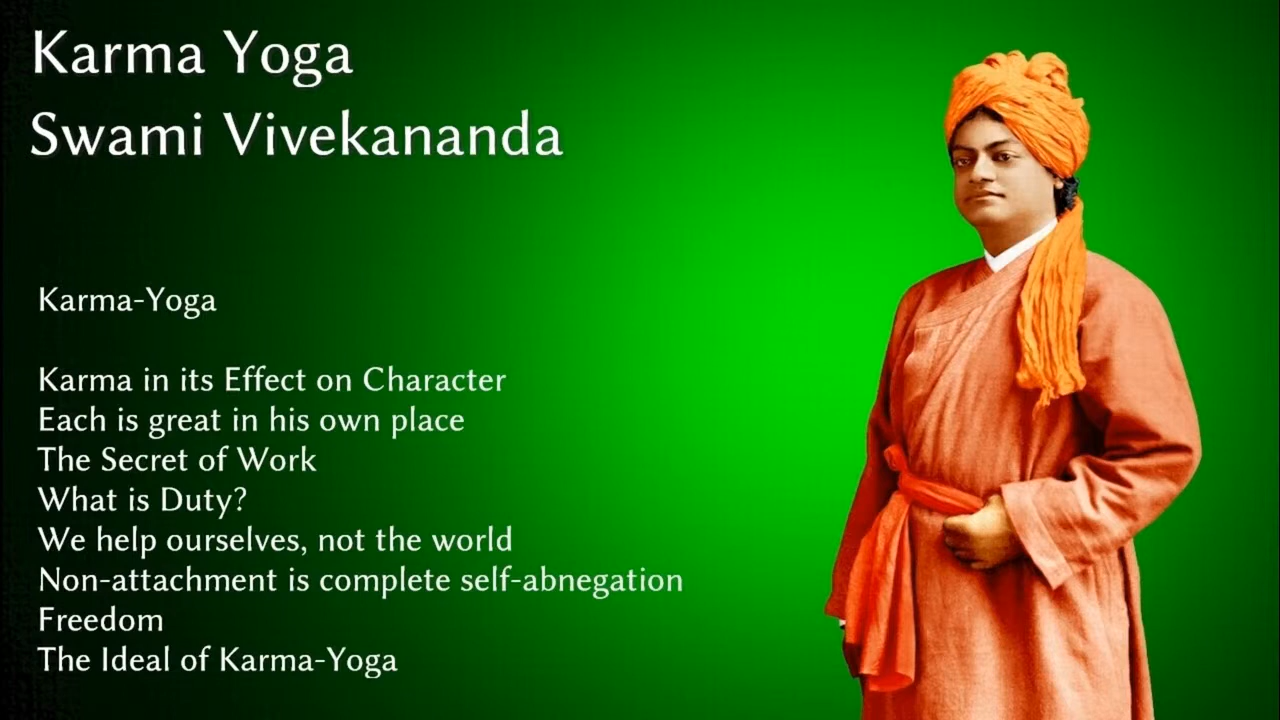 Karma Yoga
Swami Vivekananda
Karma-Yoga
Karma in its Effect on Character
Each is great in his own place
The Secret of Work
What is Duty?
We help ourselves, not the world
Non-attachment is complete self-abnegation
Freedom
The Ideal of Karma-Yoga